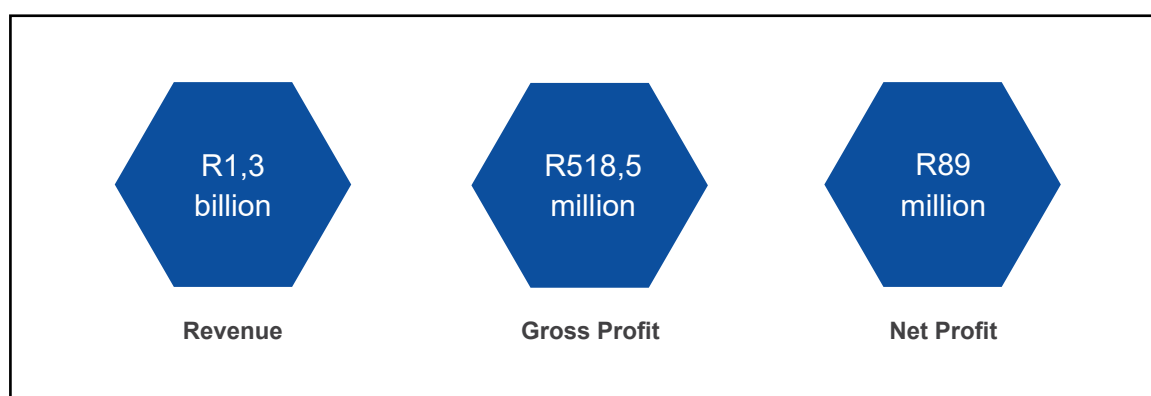 R1,3
billion
R518,5
million
R89
million
Revenue
Gross Profit
Net Profit